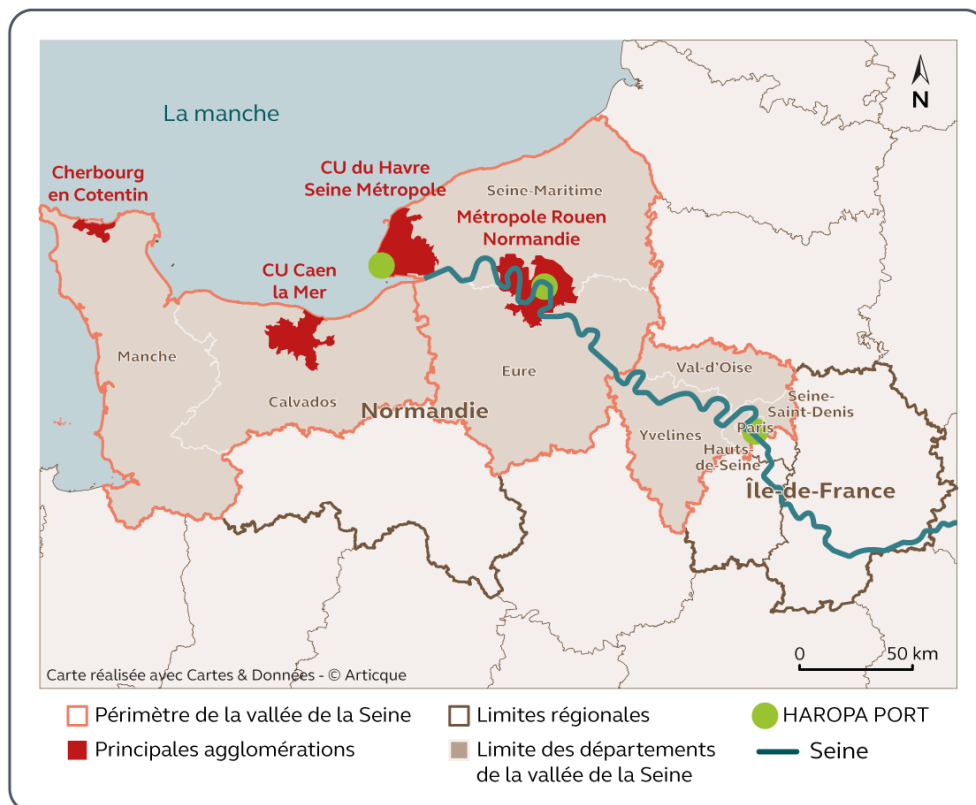 La manche
N
Cherbourg
en Cotentin
CU du Havre
Seine Métropole
Seine-Maritime
Métropole Rouen
Normandie
CU Caen
la Mer
Manche
Calvados
Eure
Normandie
Val-d'Oise
Seine-
Saint-Denis
Paris
Yvelines
Hauts-
de-Seine
Île-de-France
0 50 km
Carte réalisée avec Cartes & Données - © Articque
Périmètre de la vallée de la Seine
Limites régionales
HAROPA PORT
Principales agglomérations
Limite des départements
de la vallée de la Seine
Seine